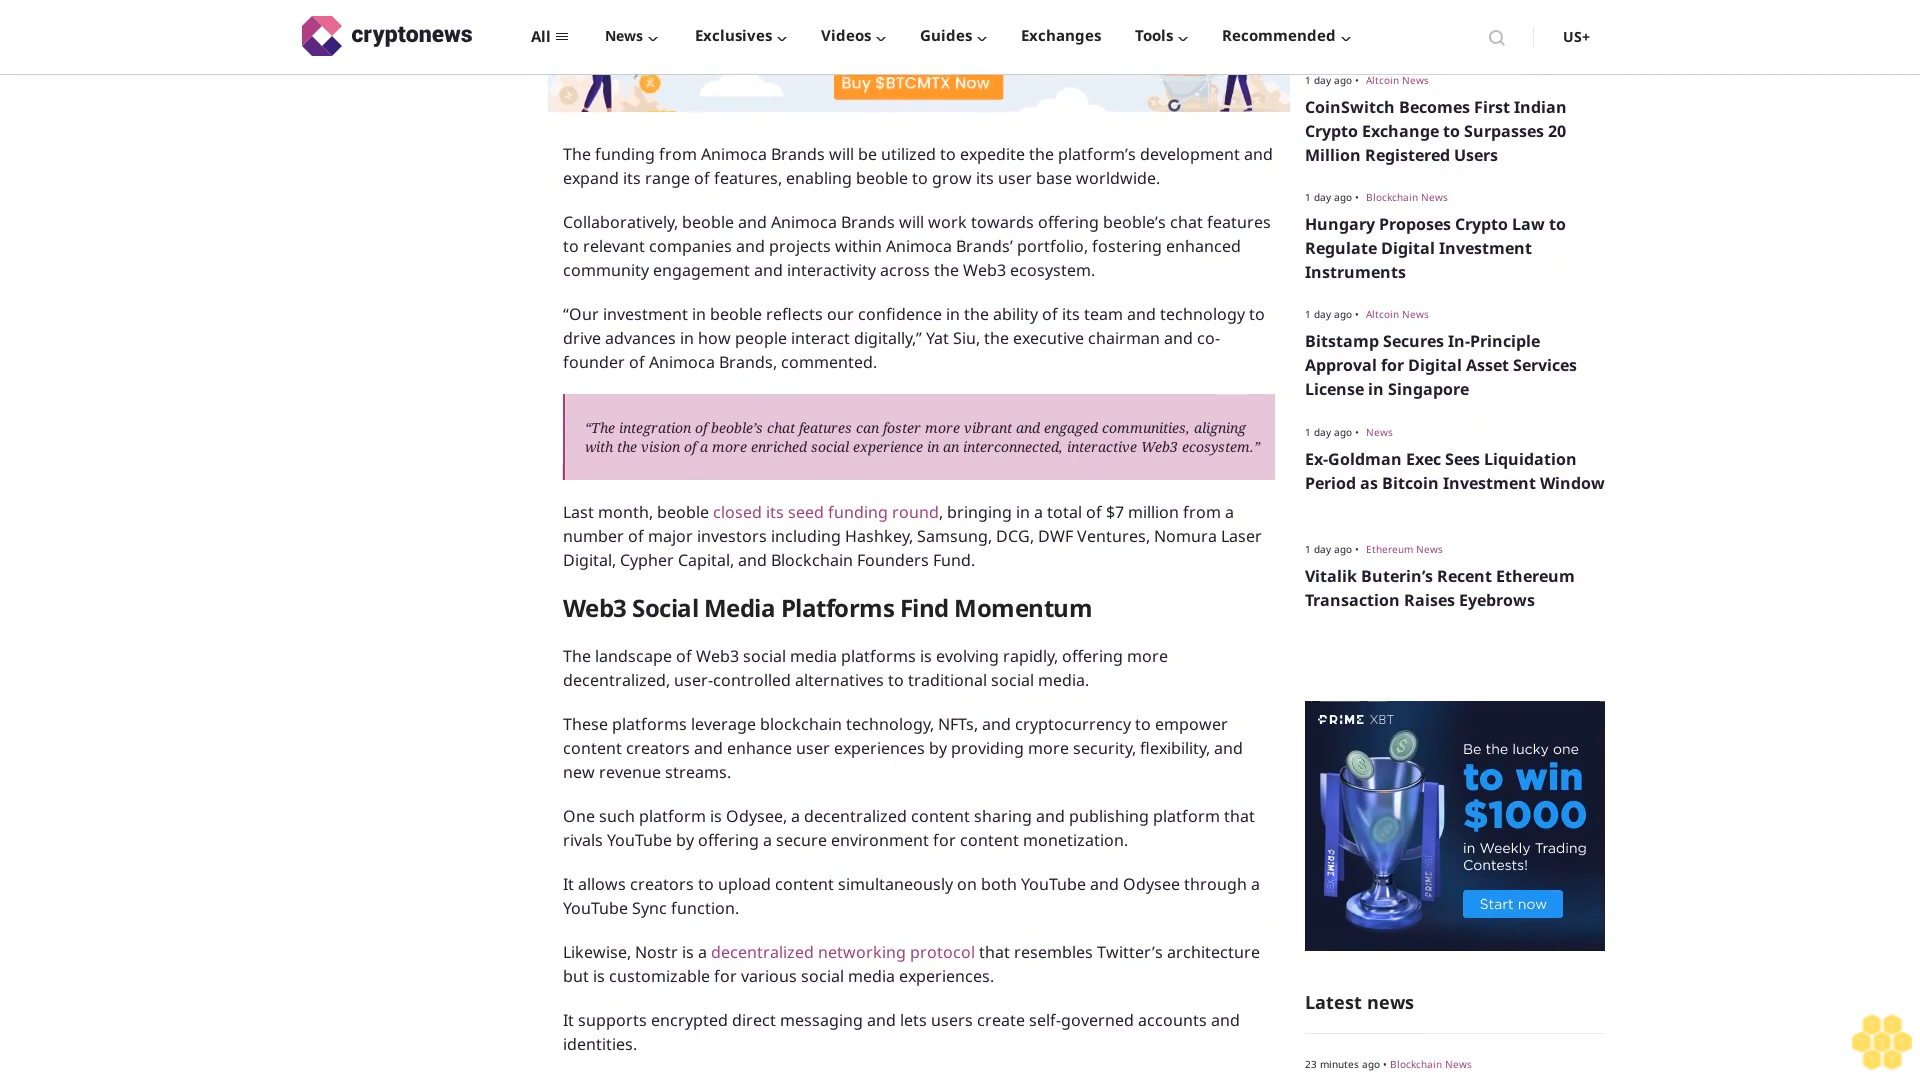 cryptonews
All
News
Exclusives
Videos
Guides
Exchanges
Tools
Recommended
US+
Buy $BTCMTX Now
The funding from Animoca Brands will be utilized to expedite the platform’s development and
expand its range of features, enabling beoble to grow its user base worldwide.
Collaboratively, beoble and Animoca Brands will work towards offering beoble’s chat features
to relevant companies and projects within Animoca Brands’ portfolio, fostering enhanced
community engagement and interactivity across the Web3 ecosystem.
“Our investment in beoble reflects our confidence in the ability of its team and technology to
drive advances in how people interact digitally,” Yat Siu, the executive chairman and co-
founder of Animoca Brands, commented.
“The integration of beoble’s chat features can foster more vibrant and engaged communities, aligning
with the vision of a more enriched social experience in an interconnected, interactive Web3 ecosystem.”
Last month, beoble closed its seed funding round, bringing in a total of $7 million from a
number of major investors including Hashkey, Samsung, DCG, DWF Ventures, Nomura Laser
Digital, Cypher Capital, and Blockchain Founders Fund.
Web3 Social Media Platforms Find Momentum
The landscape of Web3 social media platforms is evolving rapidly, offering more
decentralized, user-controlled alternatives to traditional social media.
These platforms leverage blockchain technology, NFTs, and cryptocurrency to empower
content creators and enhance user experiences by providing more security, flexibility, and
new revenue streams.
One such platform is Odysee, a decentralized content sharing and publishing platform that
rivals YouTube by offering a secure environment for content monetization.
It allows creators to upload content simultaneously on both YouTube and Odysee through a
YouTube Sync function.
Likewise, Nostr is a decentralized networking protocol that resembles Twitter’s architecture
but is customizable for various social media experiences.
It supports encrypted direct messaging and lets users create self-governed accounts and
identities.
1 day ago • Altcoin News
CoinSwitch Becomes First Indian
Crypto Exchange to Surpasses 20
Million Registered Users
1 day ago • Blockchain News
Hungary Proposes Crypto Law to
Regulate Digital Investment
Instruments
1 day ago • Altcoin News
Bitstamp Secures In-Principle
Approval for Digital Asset Services
License in Singapore
1 day ago • News
Ex-Goldman Exec Sees Liquidation
Period as Bitcoin Investment Window
1 day ago • Ethereum News
Vitalik Buterin’s Recent Ethereum
Transaction Raises Eyebrows
PRIME XBT
Be the lucky one
to win
$1000
in Weekly Trading
Contests!
Start now
Latest news
23 minutes ago • Blockchain News